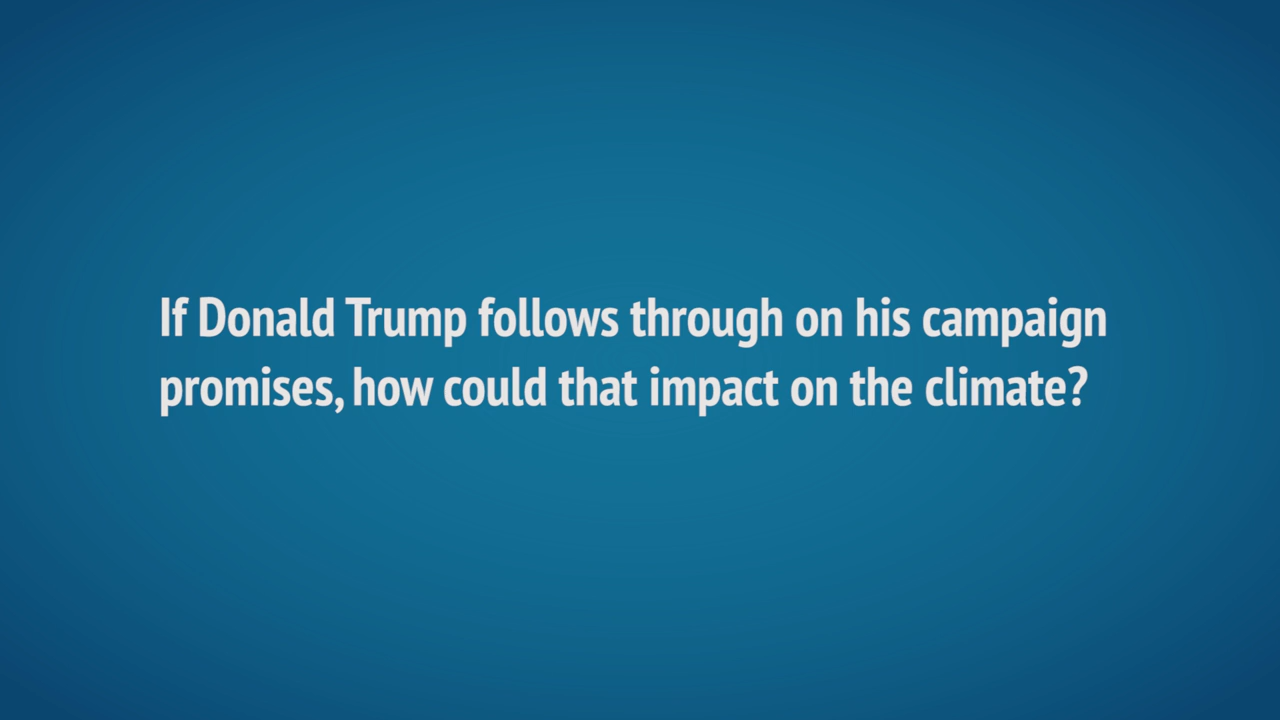 If Donald Trump follows through on his campaign
promises, how could that impact on the climate?